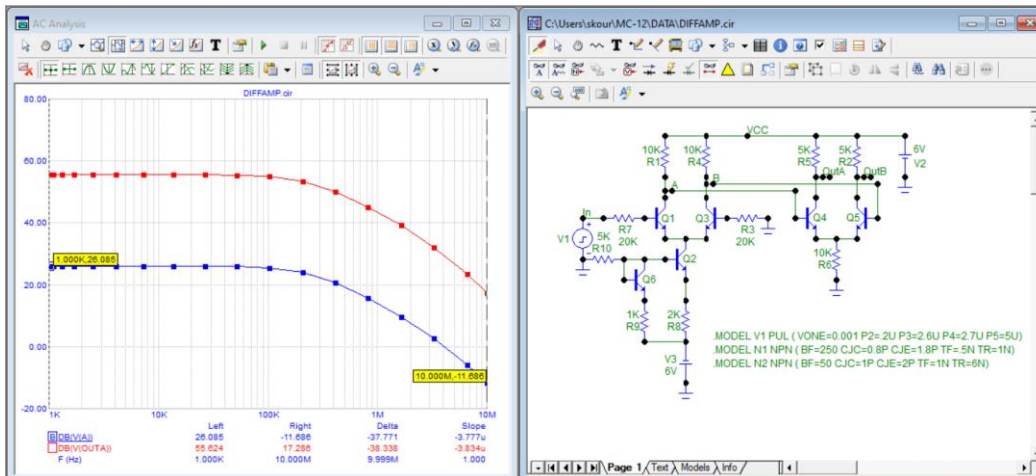 AC Analysis
DIFFAMP.cir
80.00
60.00
40.00
20.00
0.00
-20.00
1.000K,26.085
10.000M,-11.686
1K 10K 100K 1M 10M
Left Right Delta Slope
DB(V(A)) 26.085 -11.686 -37.771 -3.777u
DB(V(OUTA)) 55.624 17.286 -38.338 -3.834u
F (Hz) 1.000K 10.000M 9.999M 1.000
C:\Users\skour\MC-12\DATA\DIFFAMP.cir
VCC
10K
R1
10K
R4
5K
R5
5K
R2
6V
V2
A
B
OutA
OutB
In
V1
R7
20K
Q1
Q3
R3
20K
Q4
Q5
5K
R10
Q2
Q6
10K
R6
1K
R9
2K
R8
V3
6V
.MODEL V1 PUL ( VONE=0.001 P2=.2U P3=2.6U P4=2.7U P5=5U)
.MODEL N1 NPN ( BF=250 CJC=0.8P CJE=1.8P TF=.5N TR=1N)
.MODEL N2 NPN ( BF=50 CJC=1P CJE=2P TF=1N TR=6N)
Page 1 Text Models Info